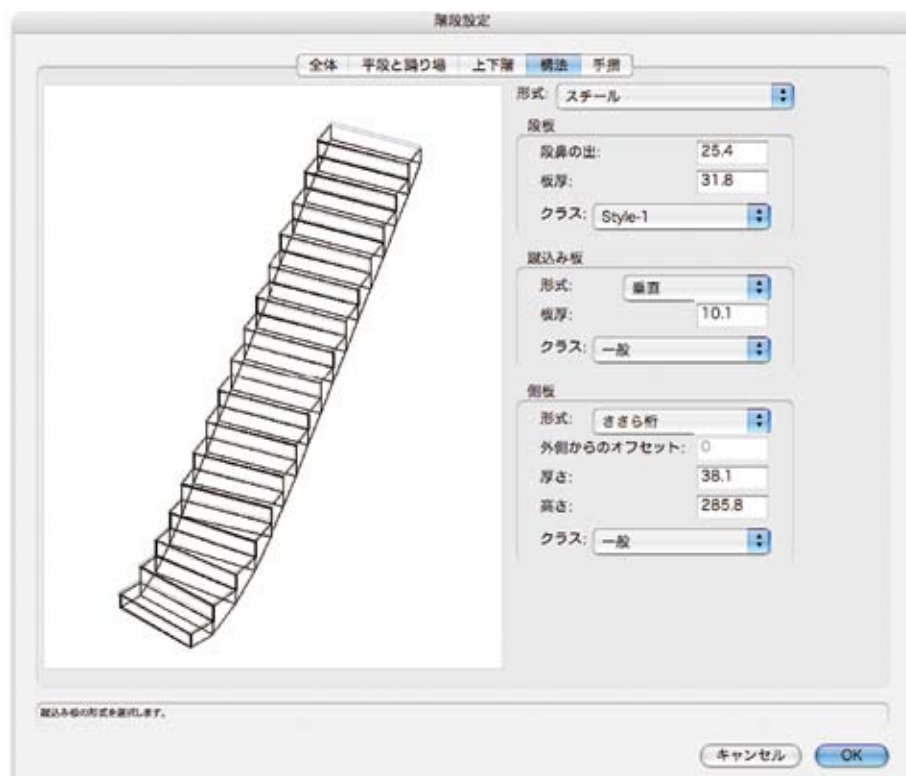 階段設定
全体 平段と踊り場 上下階 構法 手摺
形式: スチール
段板
段鼻の出: 25.4
板厚: 31.8
クラス: Style-1
蹴込み板
形式: 垂直
板厚: 10.1
クラス: 一般
側板
形式: ささら桁
外側からのオフセット: 0
厚さ: 38.1
高さ: 285.8
クラス: 一般
蹴込み板の形式を選択します。
キャンセル OK